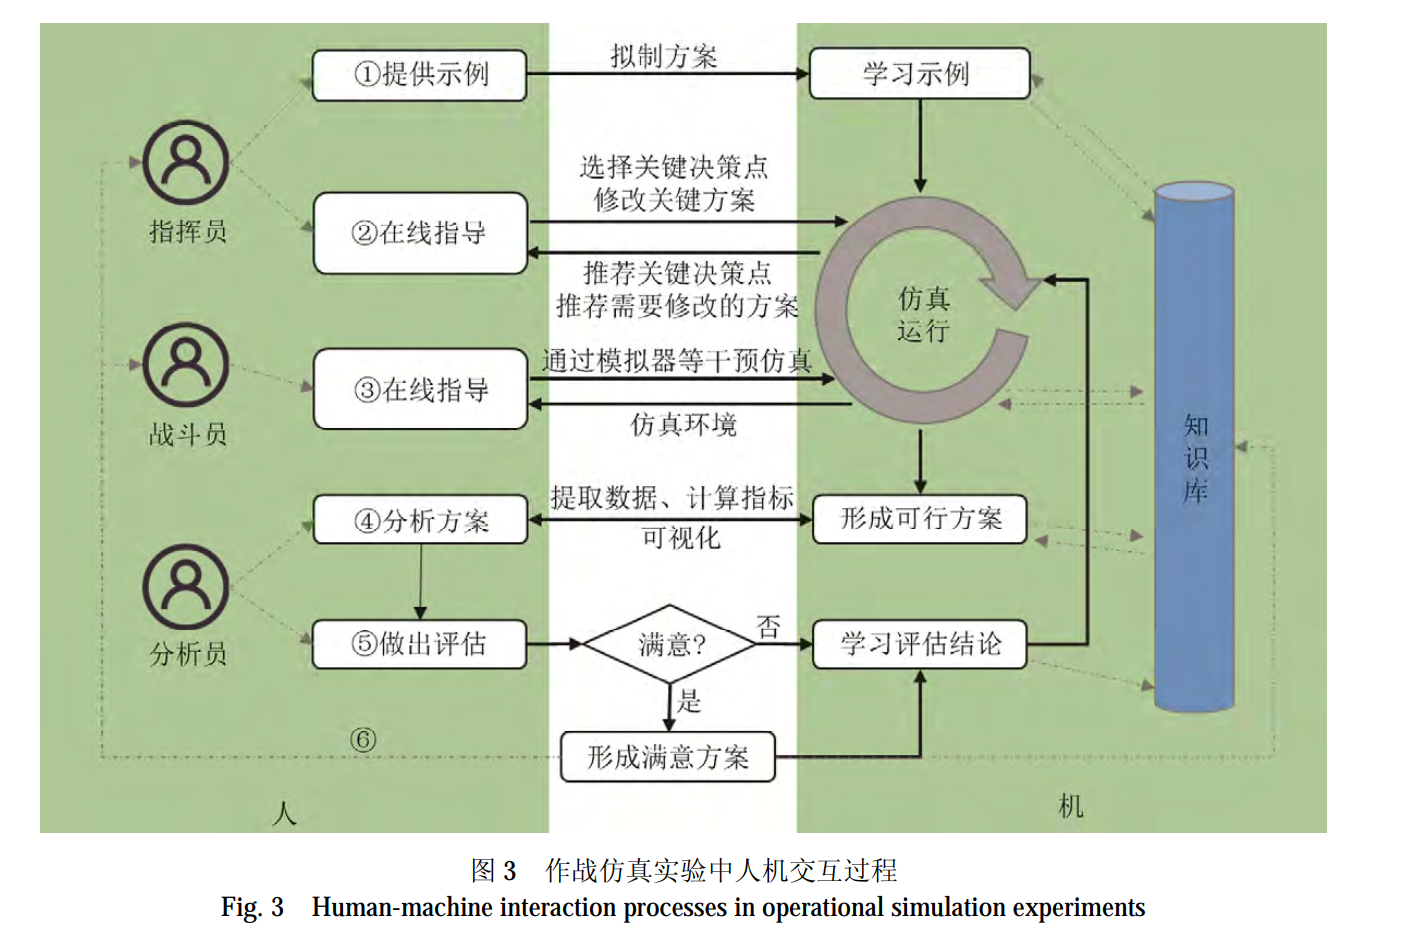 ①提供示例
拟制方案
学习示例
指挥员
②在线指导
选择关键决策点
修改关键方案
推荐关键决策点
推荐需要修改的方案
仿真
运行
战斗员
③在线指导
通过模拟器等干预仿真
仿真环境
知
识
库
④分析方案
提取数据、计算指标
可视化
形成可行方案
分析员
⑤做出评估
满意?
否
学习评估结论
是
⑥
形成满意方案
人
机
图 3 作战仿真实验中人机交互过程
Fig. 3 Human-machine interaction processes in operational simulation experiments